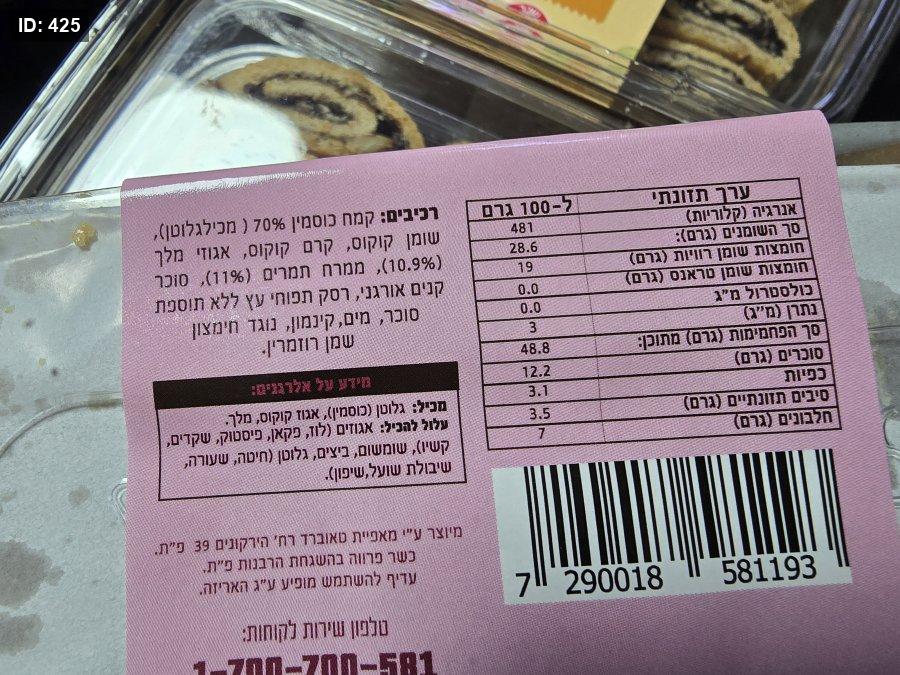 ID: 425
רכיבים: קמח כוסמין 70% ( מכילגלוטן),
שומן קוקוס, קרם קוקוס, אגוזי מלך
(10.9%), ממרח תמרים (11%), סוכר
קנים אורגני, רסק תפוחי עץ ללא תוספת
סוכר, מים,קינמון, נוגד חימצון
שמן רוזמרין.
מידע על אלרגנים:
מכיל: גלוטן (כוסמין), אגוז קוקוס, מלך.
עלול להכיל: אגוזים (לוז, פקאן, פיסטוק, שקדים,
קשיו), שומשום, ביצים, גלוטן (חיטה, שעורה,
שיבולת שועל,שיפון).
מיוצר ע״י מאפיית טאוברד רח׳ הירקונים 39 פ״ת.
כשר פרווה בהשגחת הרבנות פ״ת.
עדיף להשתמש מופיע ע״ג האריזה.
טלפון שירות לקוחות:
1-700-700-581
ערך תזונתי ל-100 גרם
אנרגיה (קלוריות) 481
סך השומנים (גרם): 28.6
חומצות שומן רוויות (גרם) 19
חומצות שומן טראנס (גרם) 0.0
כולסטרול מ״ג 0.0
נתרן (מ״ג) 3
סך הפחמימות (גרם) מתוכן: 48.8
סוכרים (גרם) 12.2
כפיות 3.1
סיבים תזונתיים (גרם) 3.5
חלבונים (גרם) 7
7 290018 581193